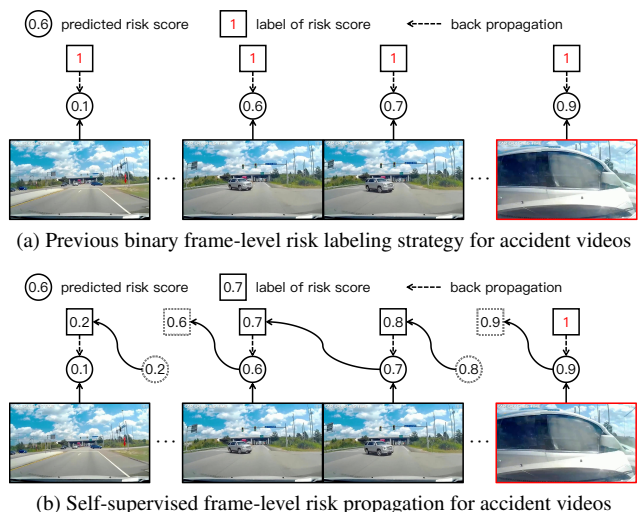 0.6 predicted risk score 1 label of risk score back propagation
1 1 1 1
0.1 0.6 0.7 0.9
... ... ...
(a) Previous binary frame-level risk labeling strategy for accident videos
0.6 predicted risk score 0.7 label of risk score back propagation
0.2 0.6 0.7 0.8 0.9 1
0.1 0.2 0.6 0.7 0.8 0.9
... ... ...
(b) Self-supervised frame-level risk propagation for accident videos